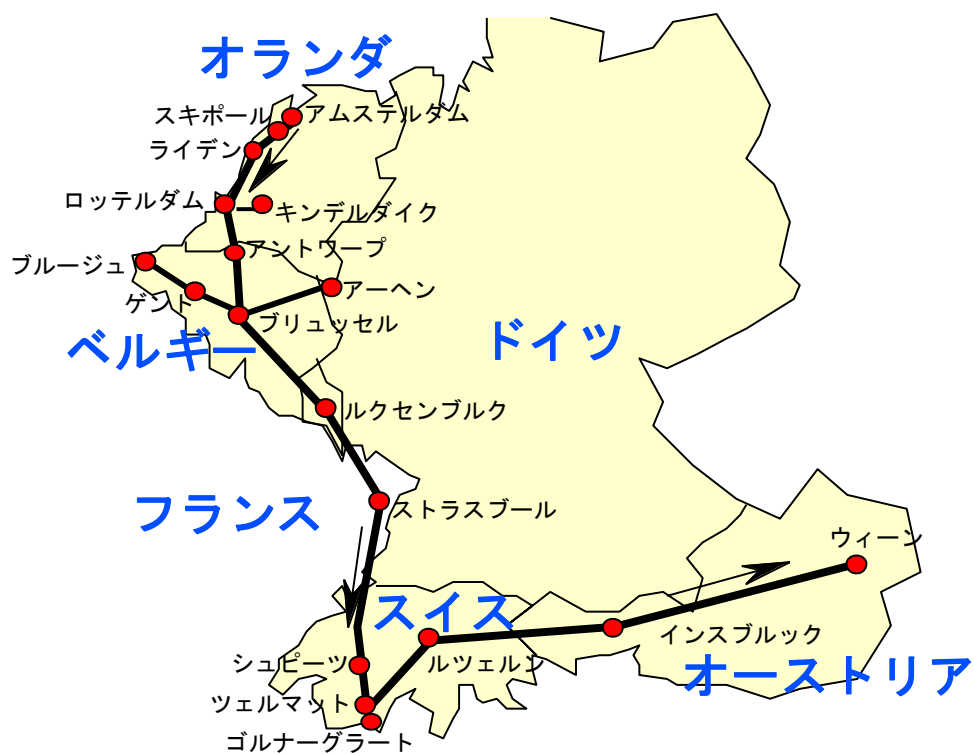 オランダ
スキポール
アムステルダム
ライデン
ロッテルダム
キンデルダイク
アントワープ
ブルージュ
アーヘン
ゲント
ブリュッセル
ベルギー
ドイツ
ルクセンブルク
フランス
ストラスブール
ウィーン
スイス
インスブルック
シュピーツ
ルツェルン
オーストリア
ツェルマット
ゴルナーグラート